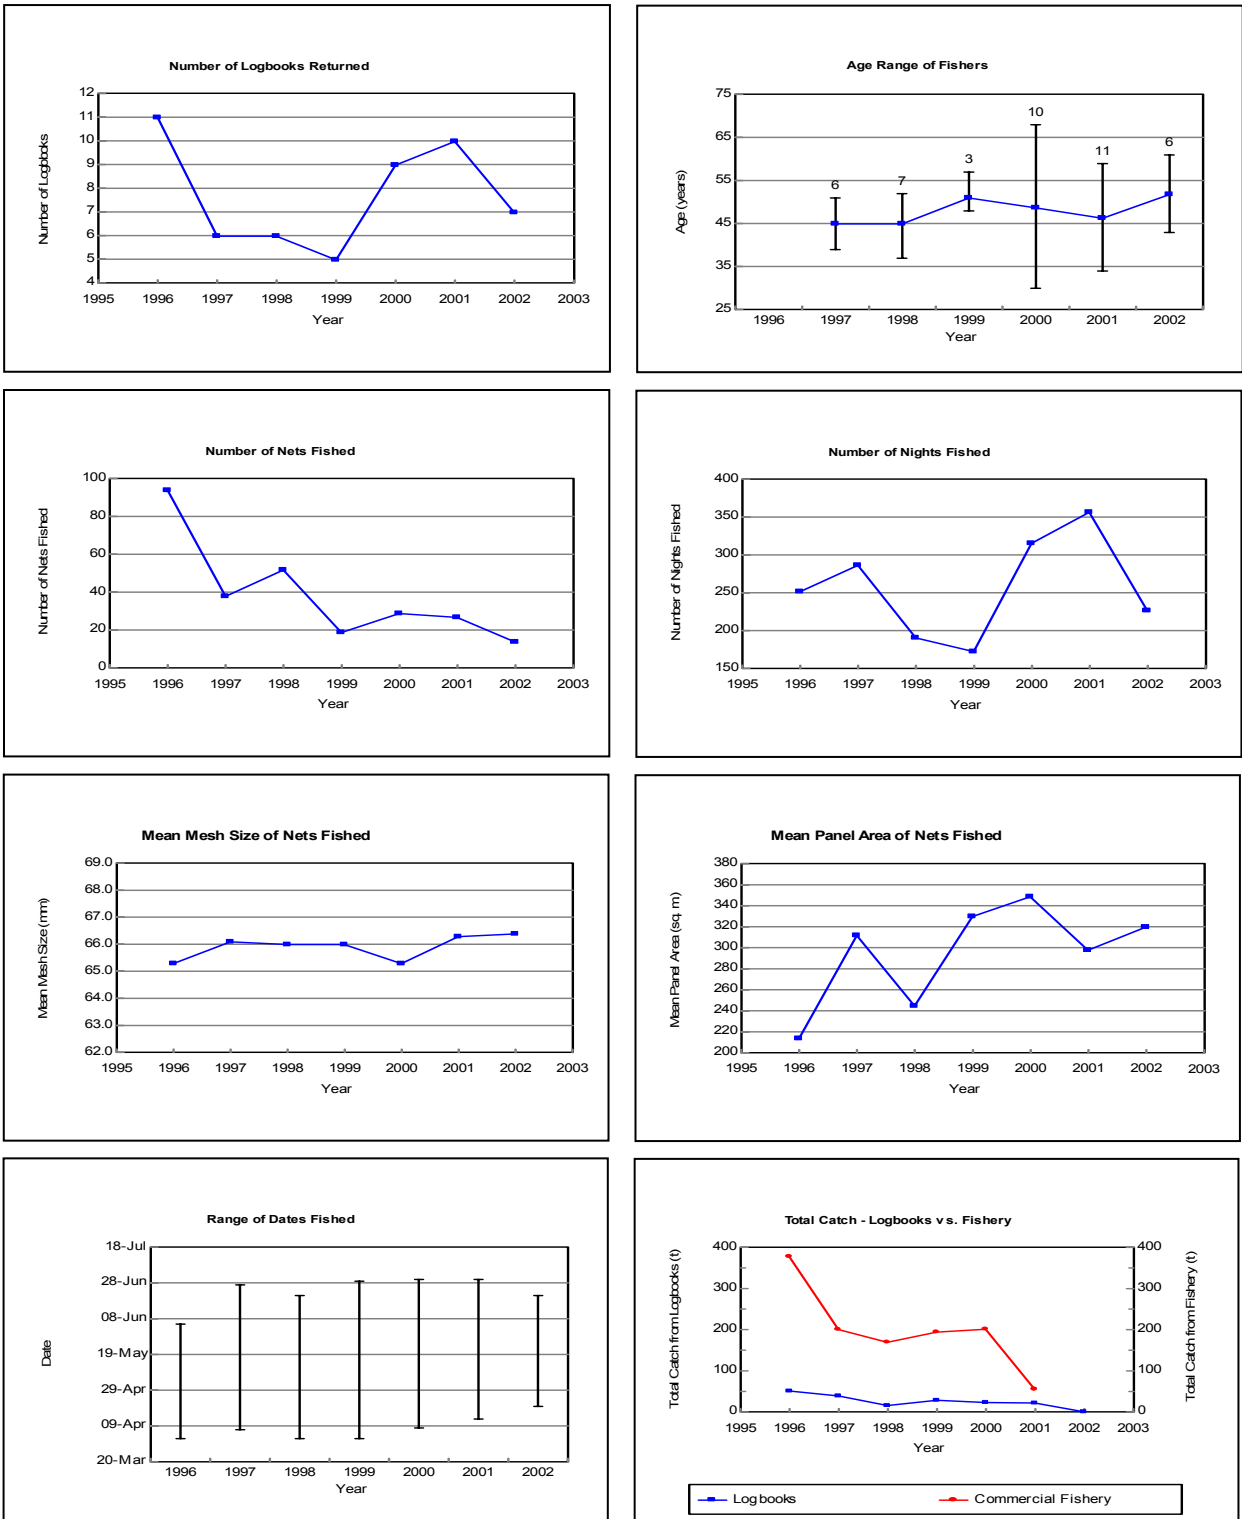 Number of Logbooks Returned
12
11
10
9
8
7
6
5
4
1995 1996 1997 1998 1999 2000 2001 2002 2003
Year
Number of Logbooks
Age Range of Fishers
75
65
55
45
35
25
6 7 3 10 11 6
1996 1997 1998 1999 2000 2001 2002
Year
Age (years)
Number of Nets Fished
100
80
60
40
20
0
1995 1996 1997 1998 1999 2000 2001 2002 2003
Year
Number of Nets Fished
Number of Nights Fished
400
350
300
250
200
150
1995 1996 1997 1998 1999 2000 2001 2002 2003
Year
Number of Nights Fished
Mean Mesh Size of Nets Fished
69.0
68.0
67.0
66.0
65.0
64.0
63.0
62.0
1995 1996 1997 1998 1999 2000 2001 2002 2003
Year
Mean Mesh Size (mm)
Mean Panel Area of Nets Fished
380
360
340
320
300
280
260
240
220
200
1995 1996 1997 1998 1999 2000 2001 2002 2003
Year
Mean Panel Area (sq. m)
Range of Dates Fished
18-Jul
28-Jun
08-Jun
19-May
29-Apr
09-Apr
20-Mar
1996 1997 1998 1999 2000 2001 2002
Year
Date
Total Catch - Logbooks vs. Fishery
400 400
300 300
200 200
100 100
0 0
1995 1996 1997 1998 1999 2000 2001 2002 2003
Year
Total Catch from Logbooks (t)
Total Catch from Fishery (t)
Logbooks Commercial Fishery